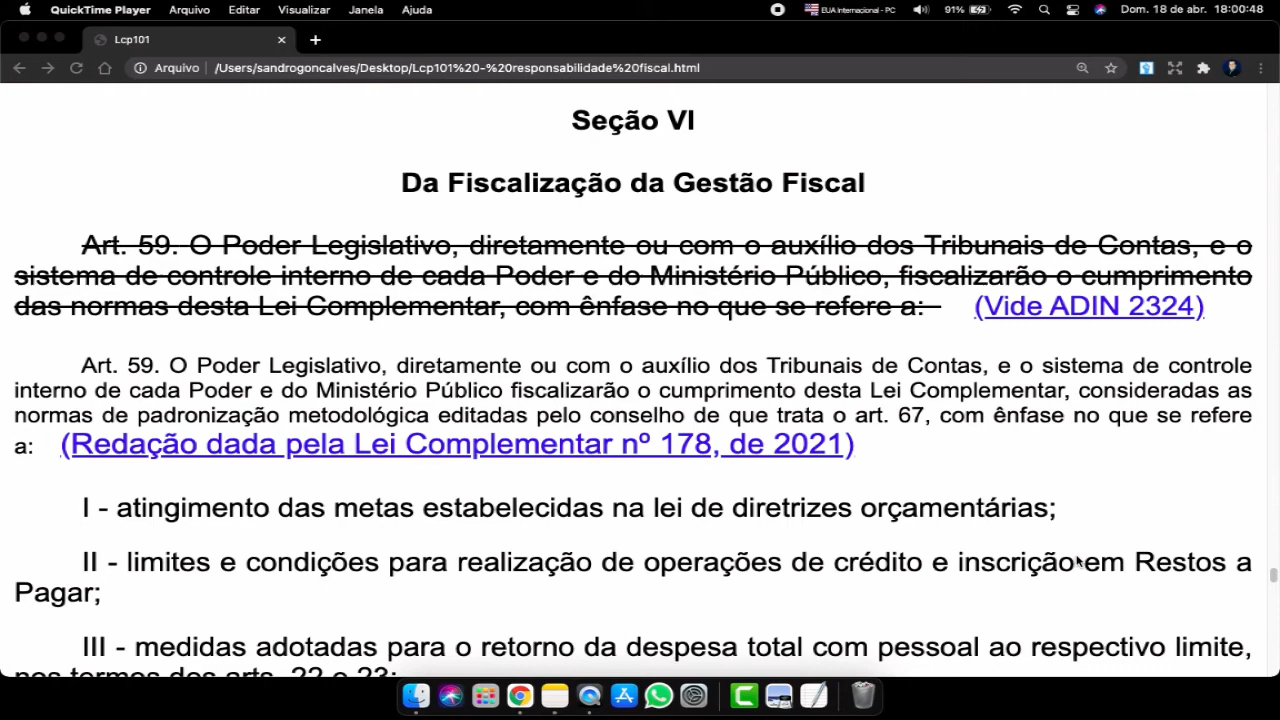 QuickTime Player Arquivo Editar Visualizar Janela Ajuda EUA Internacional - PC 91% Dom. 18 de abr. 18:00:48
Lcp101
Arquivo /Users/sandrogoncalves/Desktop/Lcp101%20-%20responsabilidade%20fiscal.html
Seção VI
Da Fiscalização da Gestão Fiscal
Art. 59. O Poder Legislativo, diretamente ou com o auxílio dos Tribunais de Contas, e o
sistema de controle interno de cada Poder e do Ministério Público, fiscalizarão o cumprimento
das normas desta Lei Complementar, com ênfase no que se refere a: (Vide ADIN 2324)
Art. 59. O Poder Legislativo, diretamente ou com o auxílio dos Tribunais de Contas, e o sistema de controle
interno de cada Poder e do Ministério Público fiscalizarão o cumprimento desta Lei Complementar, consideradas as
normas de padronização metodológica editadas pelo conselho de que trata o art. 67, com ênfase no que se refere
a: (Redação dada pela Lei Complementar nº 178, de 2021)
I - atingimento das metas estabelecidas na lei de diretrizes orçamentárias;
II - limites e condições para realização de operações de crédito e inscrição em Restos a
Pagar;
III - medidas adotadas para o retorno da despesa total com pessoal ao respectivo limite,
nos termos dos arts. 22 e 23;